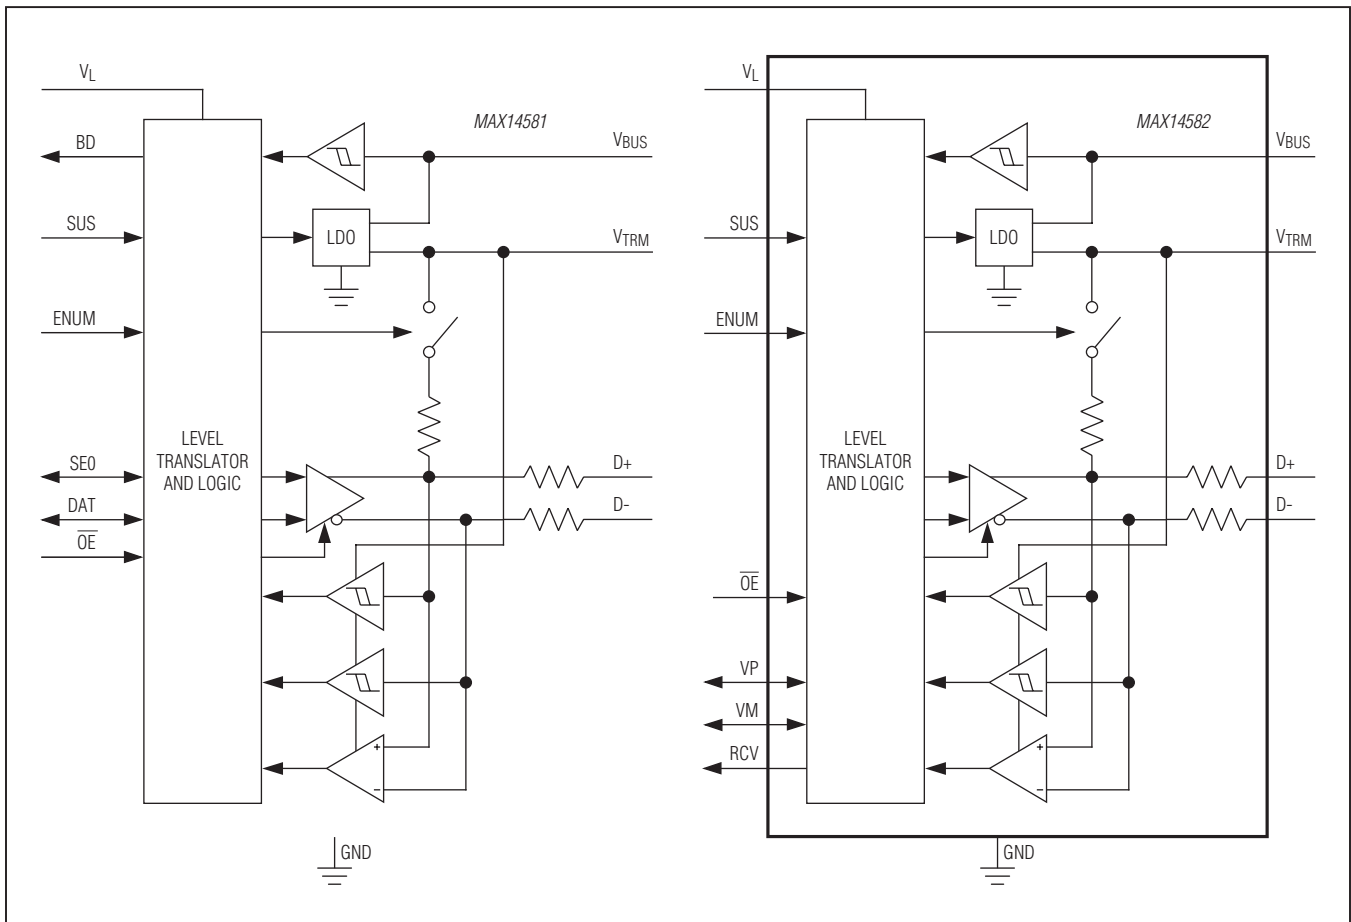 VL
BD
SUS
ENUM
SE0
DAT
OE
MAX14581
VBUS
LDO
VTRM
LEVEL
TRANSLATOR
AND LOGIC
D+
D-
+
−
GND
VL
SUS
ENUM
OE
VP
VM
RCV
MAX14582
VBUS
LDO
VTRM
LEVEL
TRANSLATOR
AND LOGIC
D+
D-
+
−
GND